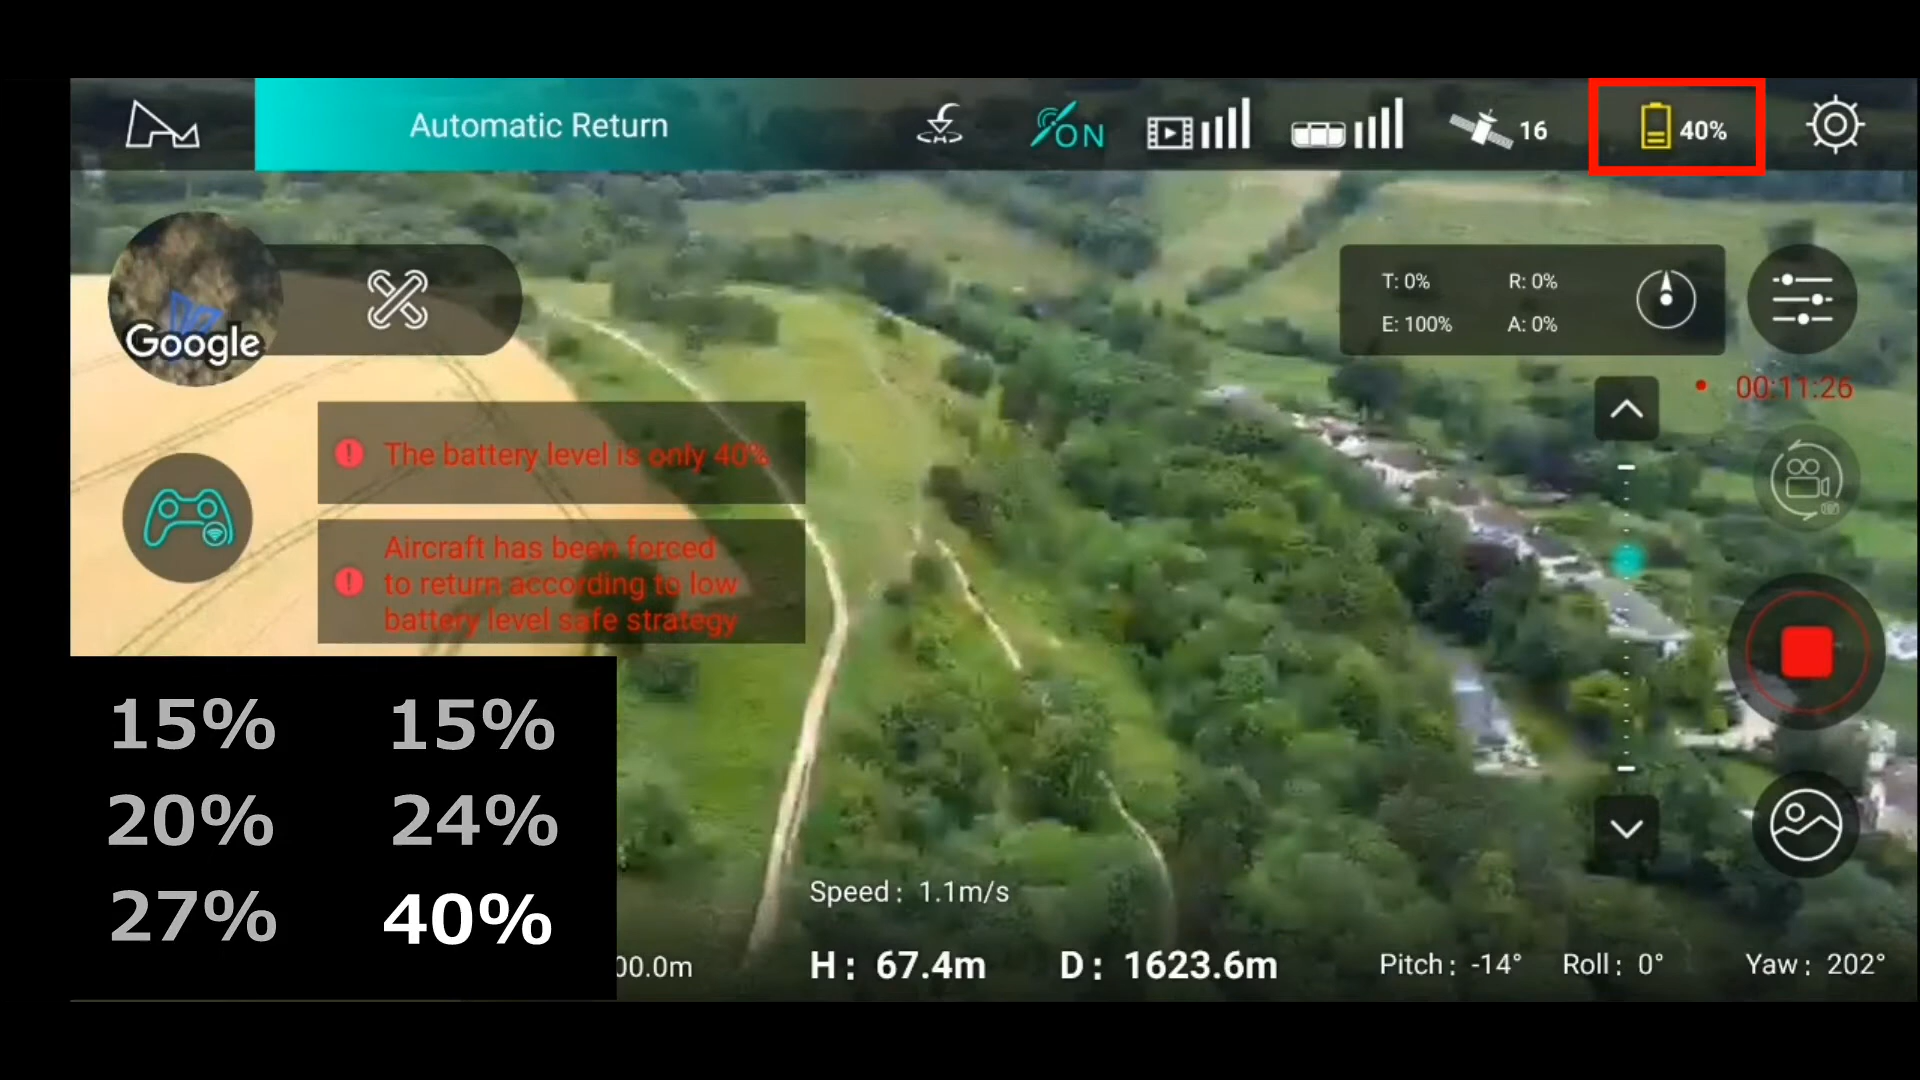 Automatic Return
ON
16
40%
Google
T: 0%
R: 0%
E: 100%
A: 0%
00:11:26
The battery level is only 40%
Aircraft has been forced
to return according to low
battery level safe strategy
15% 15%
20% 24%
27% 40%
Speed : 1.1m/s
00.0m
H : 67.4m
D : 1623.6m
Pitch : -14°
Roll : 0°
Yaw : 202°